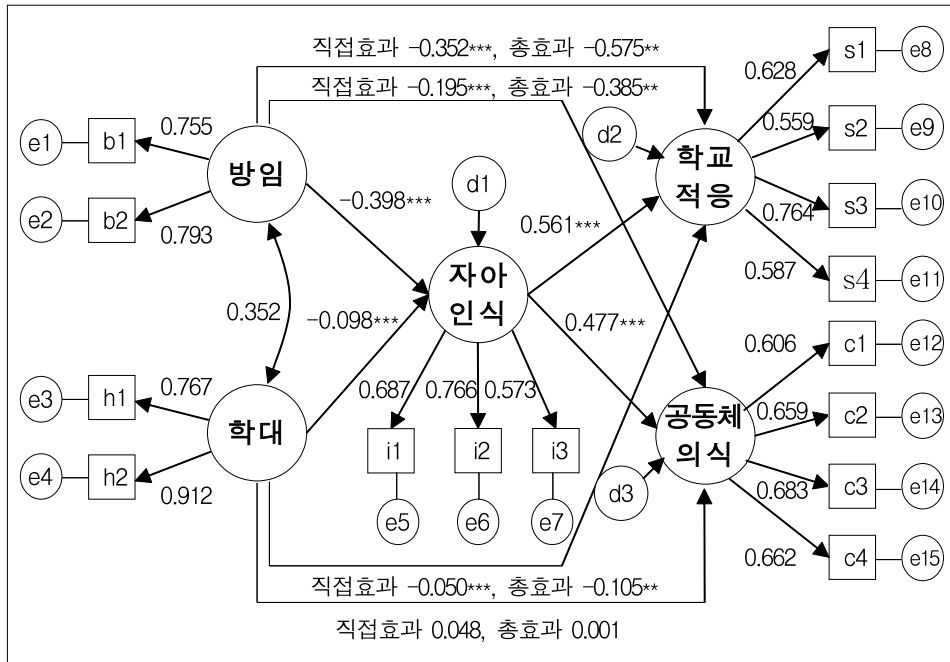 직접효과 -0.352***, 총효과 -0.575**
직접효과 -0.195***, 총효과 -0.385**
s1
e8
0.628
e1
b1
0.755
d2
0.559
s2
e9
방임
학교
적응
d1
e2
b2
0.793
-0.398***
0.561***
0.764
s3
e10
0.587
s4
e11
자아
인식
0.352
-0.098***
0.477***
0.606
c1
e12
e3
h1
0.767
0.687
0.766
0.573
0.659
c2
e13
학대
공동체
의식
i1
i2
i3
e4
h2
0.912
d3
0.683
c3
e14
e5
e6
e7
0.662
c4
e15
직접효과 -0.050***, 총효과 -0.105**
직접효과 0.048, 총효과 0.001